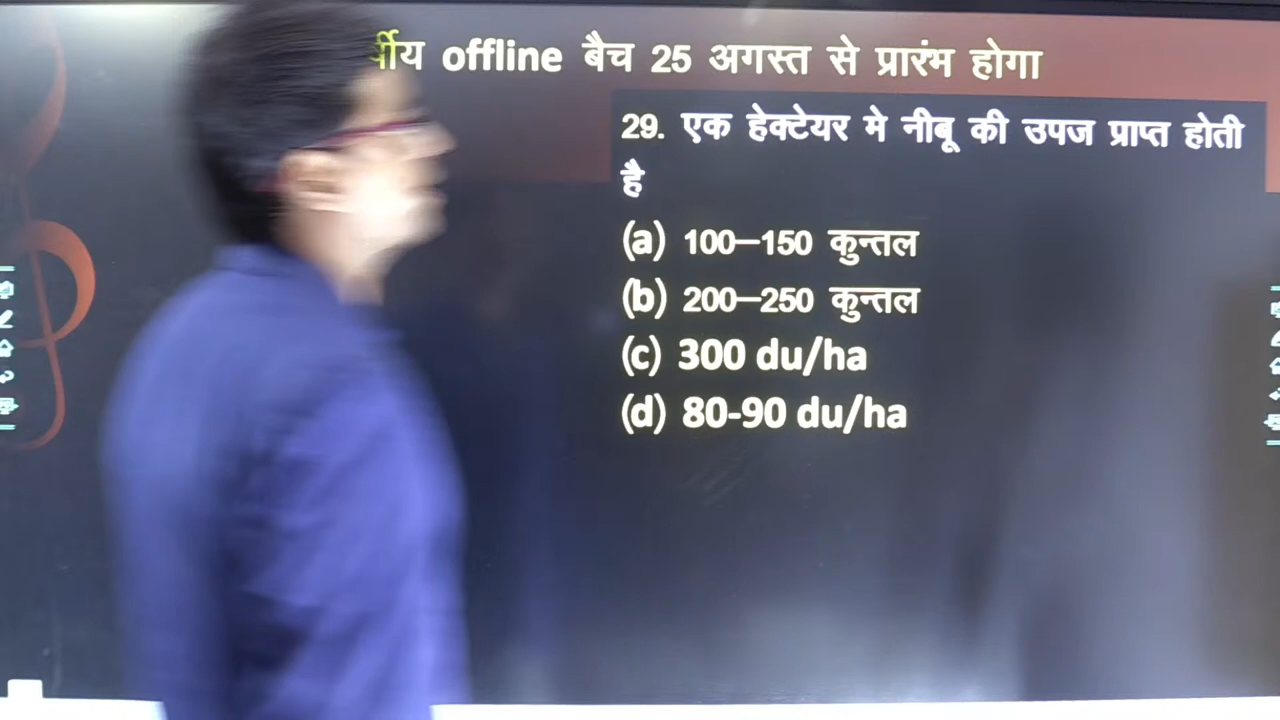 offline बैच 25 अगस्त से प्रारंभ होगा
29. एक हेक्टेयर मे नीबू की उपज प्राप्त होती
है
(a) 100–150 कुन्तल
(b) 200–250 कुन्तल
(c) 300 du/ha
(d) 80-90 du/ha